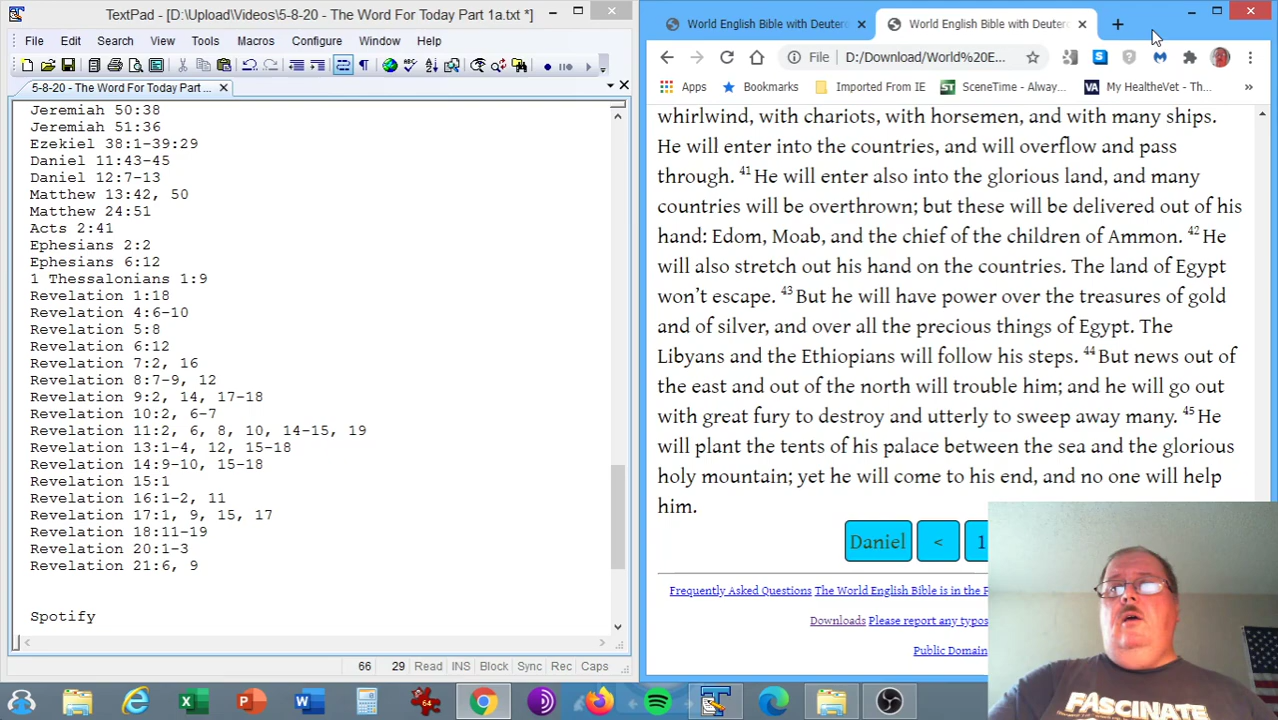 TextPad - [D:\Upload\Videos\5-8-20 - The Word For Today Part 1a.txt *]
File Edit Search View Tools Macros Configure Window Help
5-8-20 - The Word For Today Part ...
Jeremiah 50:38
Jeremiah 51:36
Ezekiel 38:1-39:29
Daniel 11:43-45
Daniel 12:7-13
Matthew 13:42, 50
Matthew 24:51
Acts 2:41
Ephesians 2:2
Ephesians 6:12
1 Thessalonians 1:9
Revelation 1:18
Revelation 4:6-10
Revelation 5:8
Revelation 6:12
Revelation 7:2, 16
Revelation 8:7-9, 12
Revelation 9:2, 14, 17-18
Revelation 10:2, 6-7
Revelation 11:2, 6, 8, 10, 14-15, 19
Revelation 13:1-4, 12, 15-18
Revelation 14:9-10, 15-18
Revelation 15:1
Revelation 16:1-2, 11
Revelation 17:1, 9, 15, 17
Revelation 18:11-19
Revelation 20:1-3
Revelation 21:6, 9
Spotify
66 29 Read INS Block Sync Rec Caps
World English Bible with Deutero
World English Bible with Deuter
File D:/Download/World%20E...
Apps Bookmarks Imported From IE ST SceneTime - Alway... VA My HealtheVet - Th... »
whirlwind, with chariots, with horsemen, and with many ships.
He will enter into the countries, and will overflow and pass
through. 41 He will enter also into the glorious land, and many
countries will be overthrown; but these will be delivered out of his
hand: Edom, Moab, and the chief of the children of Ammon. 42 He
will also stretch out his hand on the countries. The land of Egypt
won't escape. 43 But he will have power over the treasures of gold
and of silver, and over all the precious things of Egypt. The
Libyans and the Ethiopians will follow his steps. 44 But news out of
the east and out of the north will trouble him; and he will go out
with great fury to destroy and utterly to sweep away many. 45 He
will plant the tents of his palace between the sea and the glorious
holy mountain; yet he will come to his end, and no one will help
him.
Daniel < 1
Frequently Asked Questions The World English Bible is in the P
Downloads Please report any typos
Public Domain
FASCINATE
64